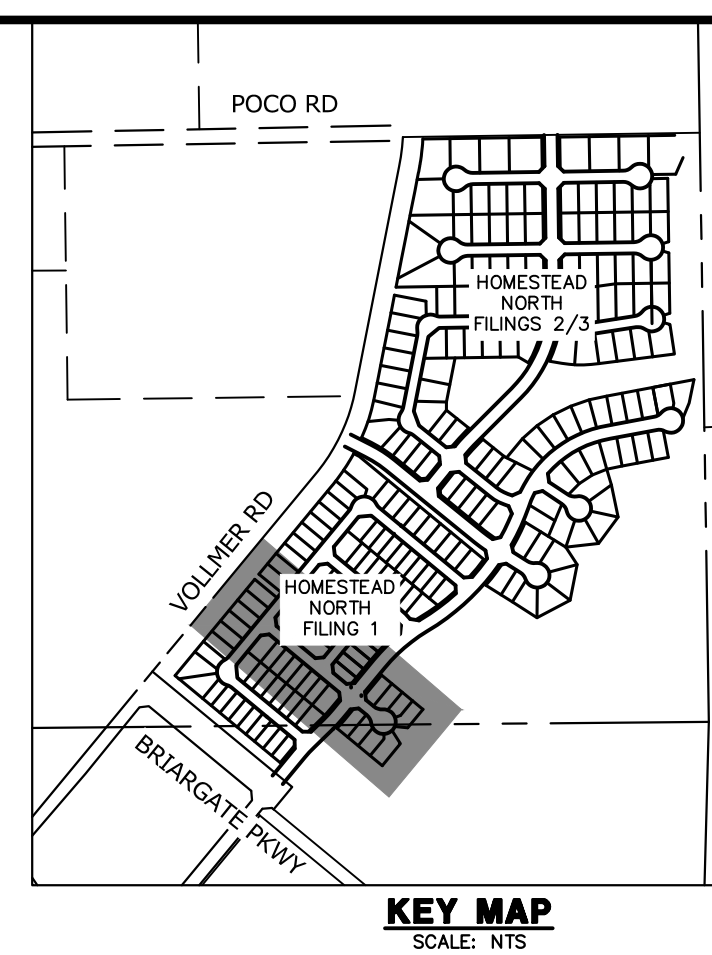 POCO RD
HOMESTEAD
NORTH
FILINGS 2/3
VOLLMER RD
HOMESTEAD
NORTH
FILING 1
BRIARGATE PKWY
KEY MAP
SCALE: NTS